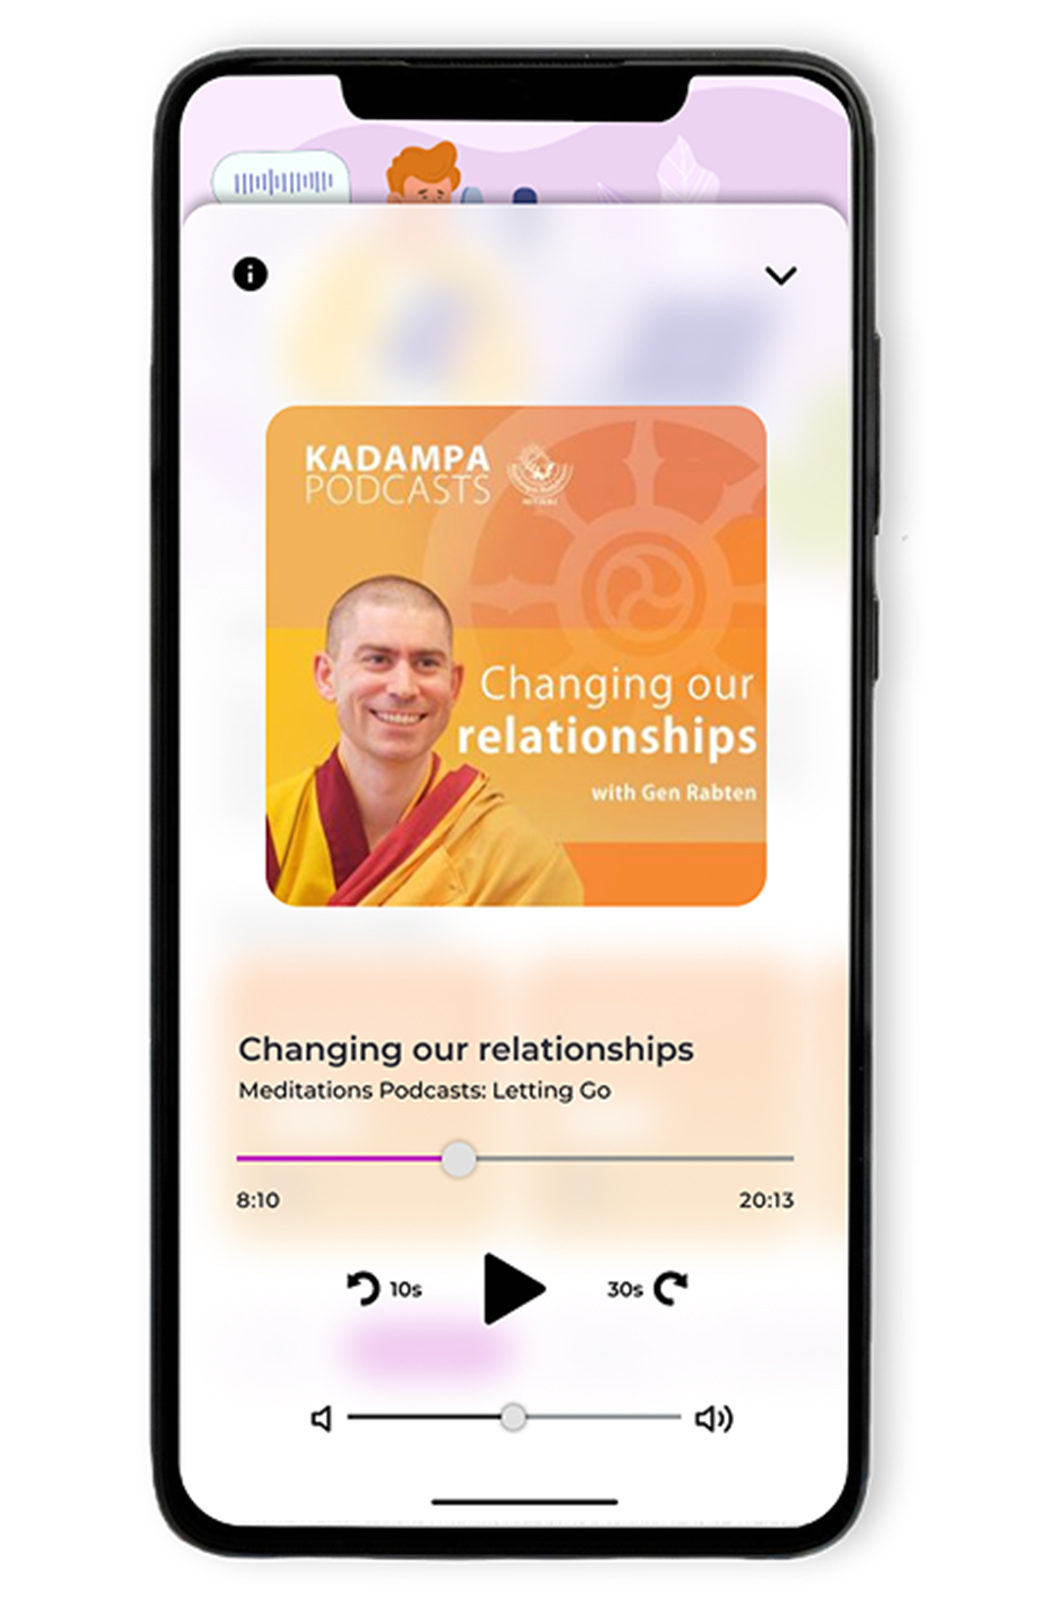 KADAMPA
PODCASTS
Changing our
relationships
with Gen Rabten
Changing our relationships
Meditations Podcasts: Letting Go
8:10
20:13
10s
30s